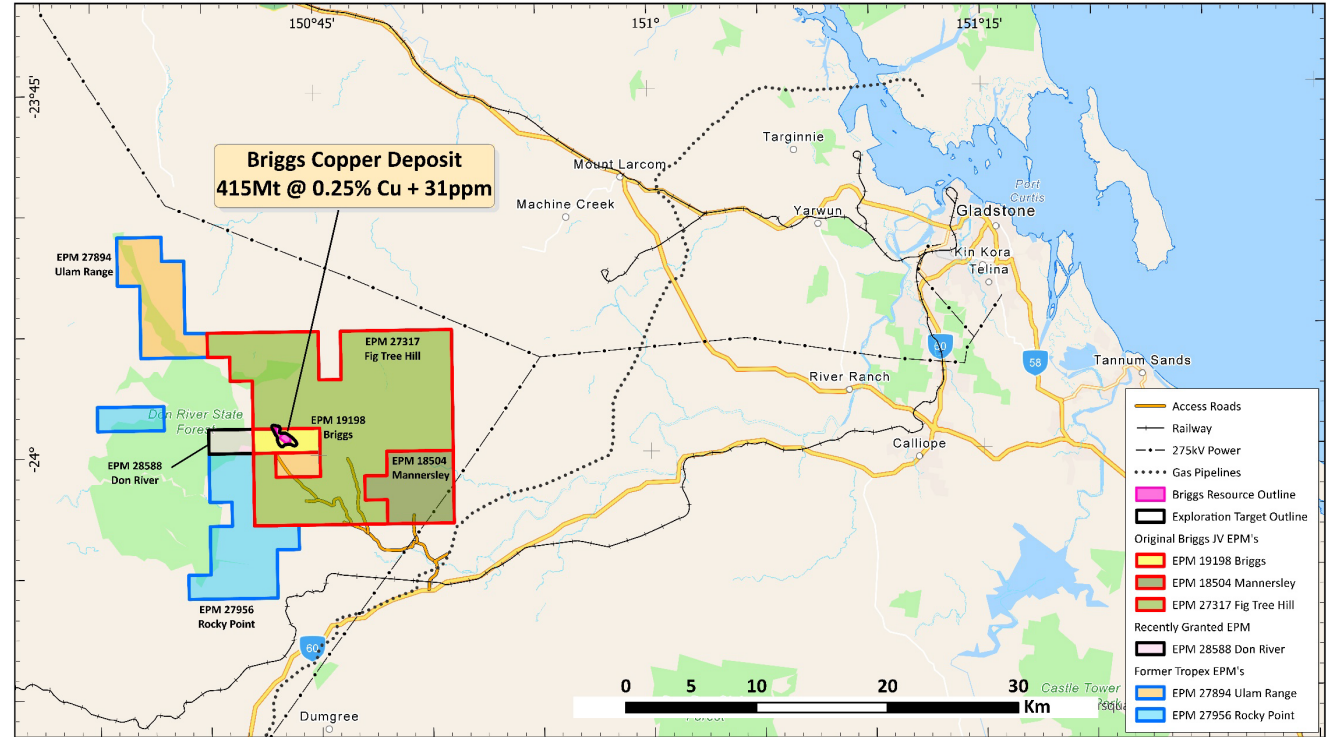 150°45'
151°
151°15'
-23°45'
-24°
Briggs Copper Deposit
415Mt @ 0.25% Cu + 31ppm
Targinnie
Mount Larcom
Machine Creek
Yarwun
Port
Curtis
Gladstone
Kin Kora
Telina
EPM 27894
Ulam Range
EPM 27317
Fig Tree Hill
60
58
Tannum Sands
River Ranch
Don River State
Forest
EPM 19198
Briggs
Calliope
EPM 28588
Don River
EPM 18504
Mannersley
EPM 27956
Rocky Point
60
Dumgree
0 5 10 20 30
Km
Forest
Castle Tower
Access Roads
Railway
275kV Power
Gas Pipelines
Briggs Resource Outline
Exploration Target Outline
Original Briggs JV EPM's
EPM 19198 Briggs
EPM 18504 Mannersley
EPM 27317 Fig Tree Hill
Recently Granted EPM
EPM 28588 Don River
Former Tropex EPM's
EPM 27894 Ulam Range
EPM 27956 Rocky Point